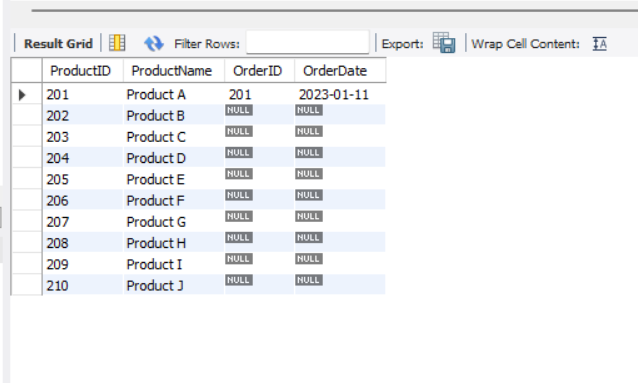 Result Grid Filter Rows: Export: Wrap Cell Content: IA
ProductID ProductName OrderID OrderDate
201 Product A 201 2023-01-11
202 Product B NULL NULL
203 Product C NULL NULL
204 Product D NULL NULL
205 Product E NULL NULL
206 Product F NULL NULL
207 Product G NULL NULL
208 Product H NULL NULL
209 Product I NULL NULL
210 Product J NULL NULL